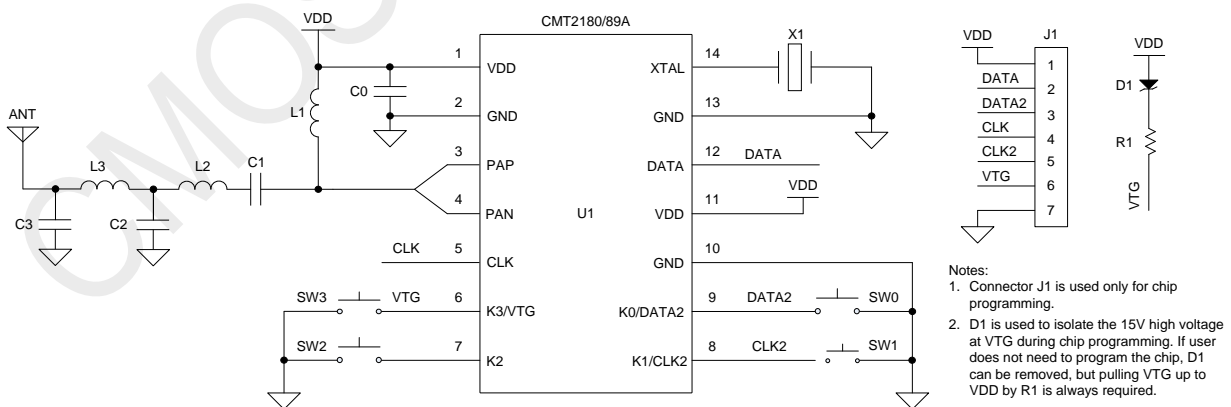 CMOS
CMT2180/89A
VDD
1
VDD
C0
L1
2
GND
ANT
L3
L2
C1
3
PAP
4
PAN
C3
C2
CLK
5
CLK
SW3
VTG
6
K3/VTG
SW2
7
K2
U1
14
XTAL
X1
13
GND
12
DATA
DATA
VDD
11
VDD
10
GND
9
K0/DATA2
DATA2
SW0
8
K1/CLK2
CLK2
SW1
VDD
J1
1
DATA
2
DATA2
3
CLK
4
CLK2
5
VTG
6
7
VDD
D1
R1
VTG
Notes:
1. Connector J1 is used only for chip
programming.
2. D1 is used to isolate the 15V high voltage
at VTG during chip programming. If user
does not need to program the chip, D1
can be removed, but pulling VTG up to
VDD by R1 is always required.